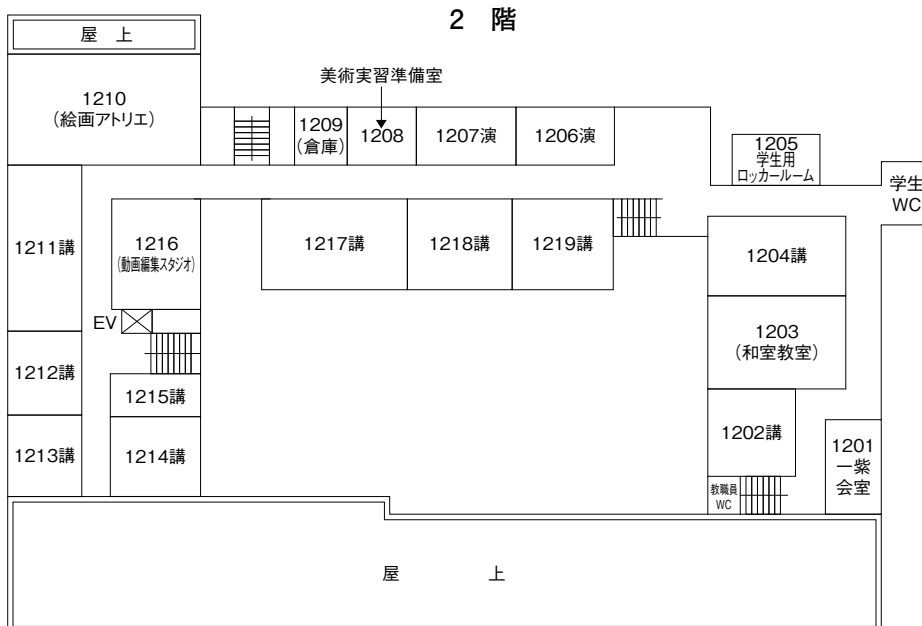 2 階
屋 上
1210
(絵画アトリエ)
美術実習準備室
1209
(倉庫)
1208
1207演
1206演
1205
学生用
ロッカールーム
学生
WC
1211講
1216
(動画編集スタジオ)
1217講
1218講
1219講
1204講
EV
1203
(和室教室)
1212講
1215講
1202講
1201
一紫
会室
1213講
1214講
教職員
WC
屋 上